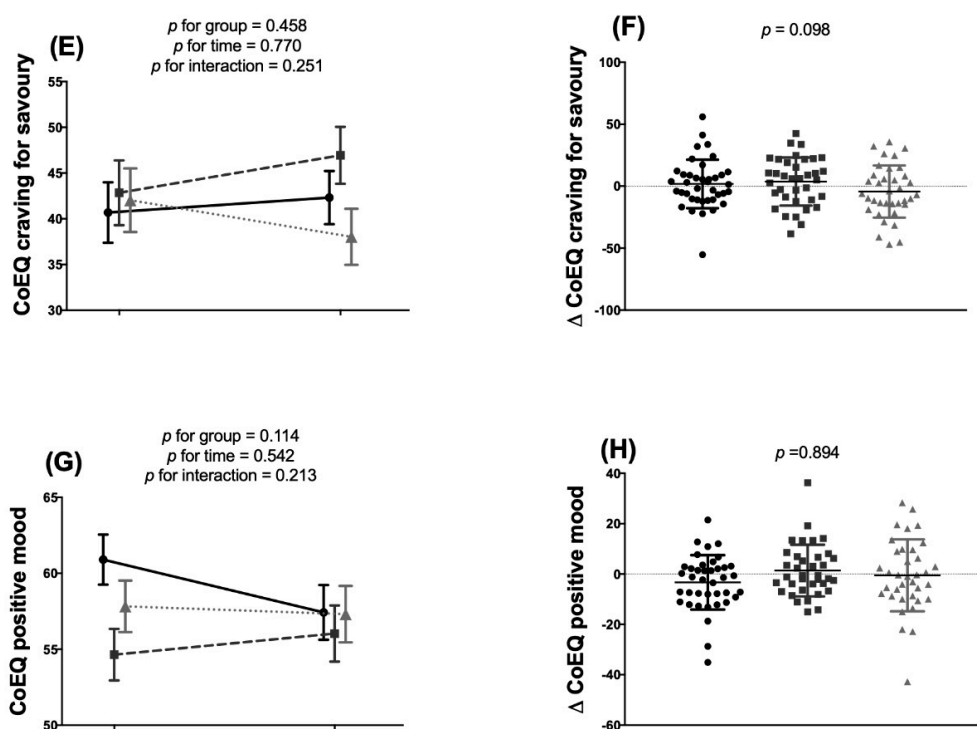 (E)
p for group = 0.458
p for time = 0.770
p for interaction = 0.251
CoEQ craving for savoury
55
50
45
40
35
30
(F)
p = 0.098
Δ CoEQ craving for savoury
100
50
0
-50
-100
(G)
p for group = 0.114
p for time = 0.542
p for interaction = 0.213
CoEQ positive mood
65
60
55
50
(H)
p =0.894
Δ CoEQ positive mood
40
20
0
-20
-40
-60